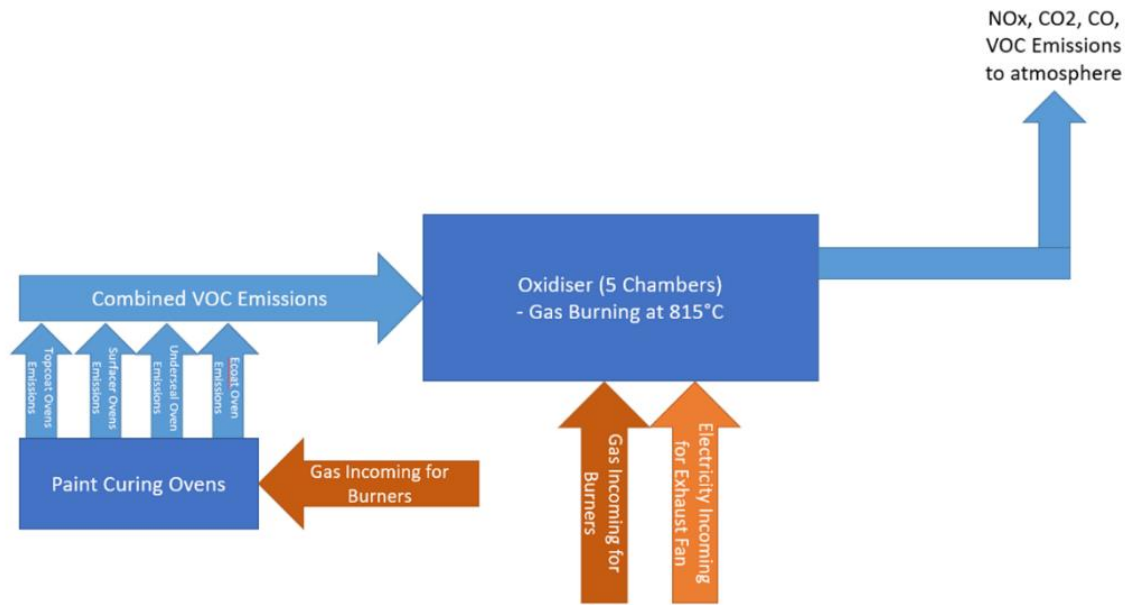 NOx, CO2, CO,
VOC Emissions
to atmosphere
Combined VOC Emissions
Oxidiser (5 Chambers)
- Gas Burning at 815°C
Topcoat Ovens
Emissions
Surfacer Ovens
Emissions
Underseal Oven
Emissions
Ecoat Oven
Emissions
Paint Curing Ovens
Gas Incoming for
Burners
Gas Incoming for
Burners
Electricity Incoming
for Exhaust Fan